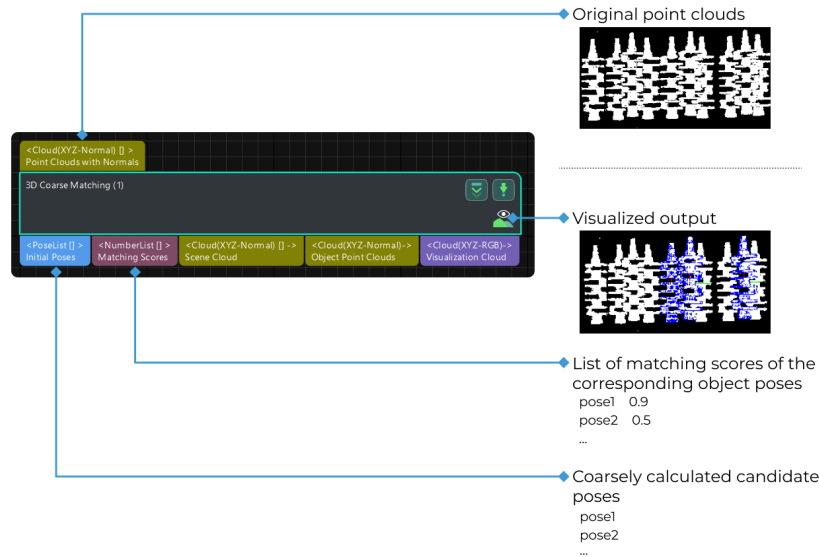 Original point clouds
<Cloud(XYZ-Normal) [] >
Point Clouds with Normals
3D Coarse Matching (1)
<PoseList [] >
Initial Poses
<NumberList [] >
Matching Scores
<Cloud(XYZ-Normal) [] ->
Scene Cloud
<Cloud(XYZ-Normal)->
Object Point Clouds
<Cloud(XYZ-RGB)->
Visualization Cloud
Visualized output
List of matching scores of the
corresponding object poses
pose1 0.9
pose2 0.5
...
Coarsely calculated candidate
poses
pose1
pose2
...